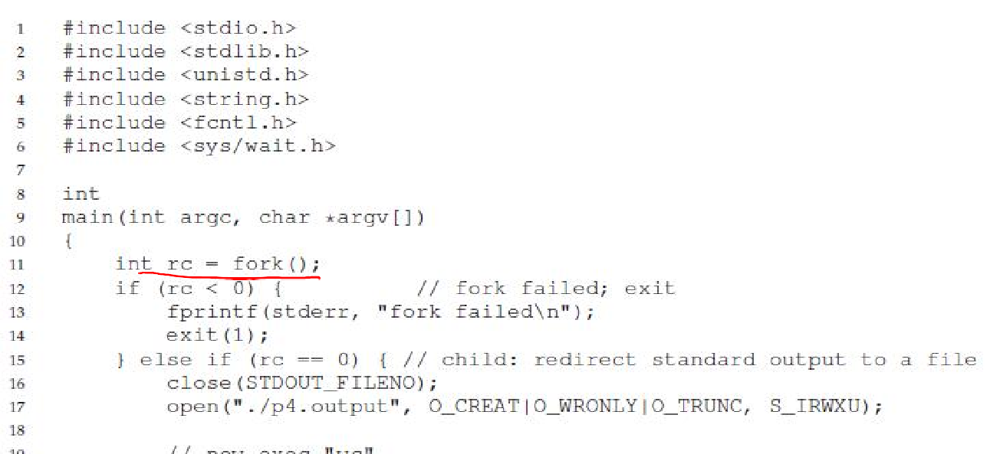 1 #include <stdio.h>
2 #include <stdlib.h>
3 #include <unistd.h>
4 #include <string.h>
5 #include <fcntl.h>
6 #include <sys/wait.h>
7
8 int
9 main(int argc, char *argv[])
10 {
11 int rc = fork();
12 if (rc < 0) { // fork failed; exit
13 fprintf(stderr, "fork failed\n");
14 exit(1);
15 } else if (rc == 0) { // child: redirect standard output to a file
16 close(STDOUT_FILENO);
17 open("./p4.output", O_CREAT|O_WRONLY|O_TRUNC, S_IRWXU);
18